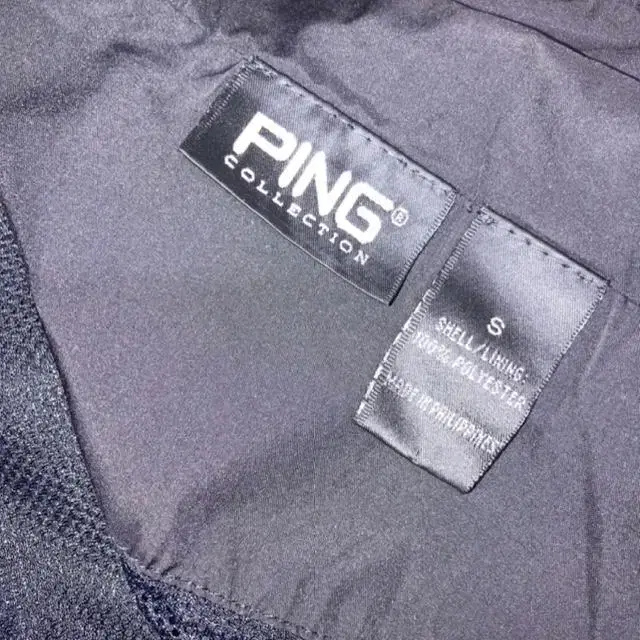 PING®
COLLECTION
S
SHELL/LINING:
100% POLYESTER
MADE IN PHILIPPINES